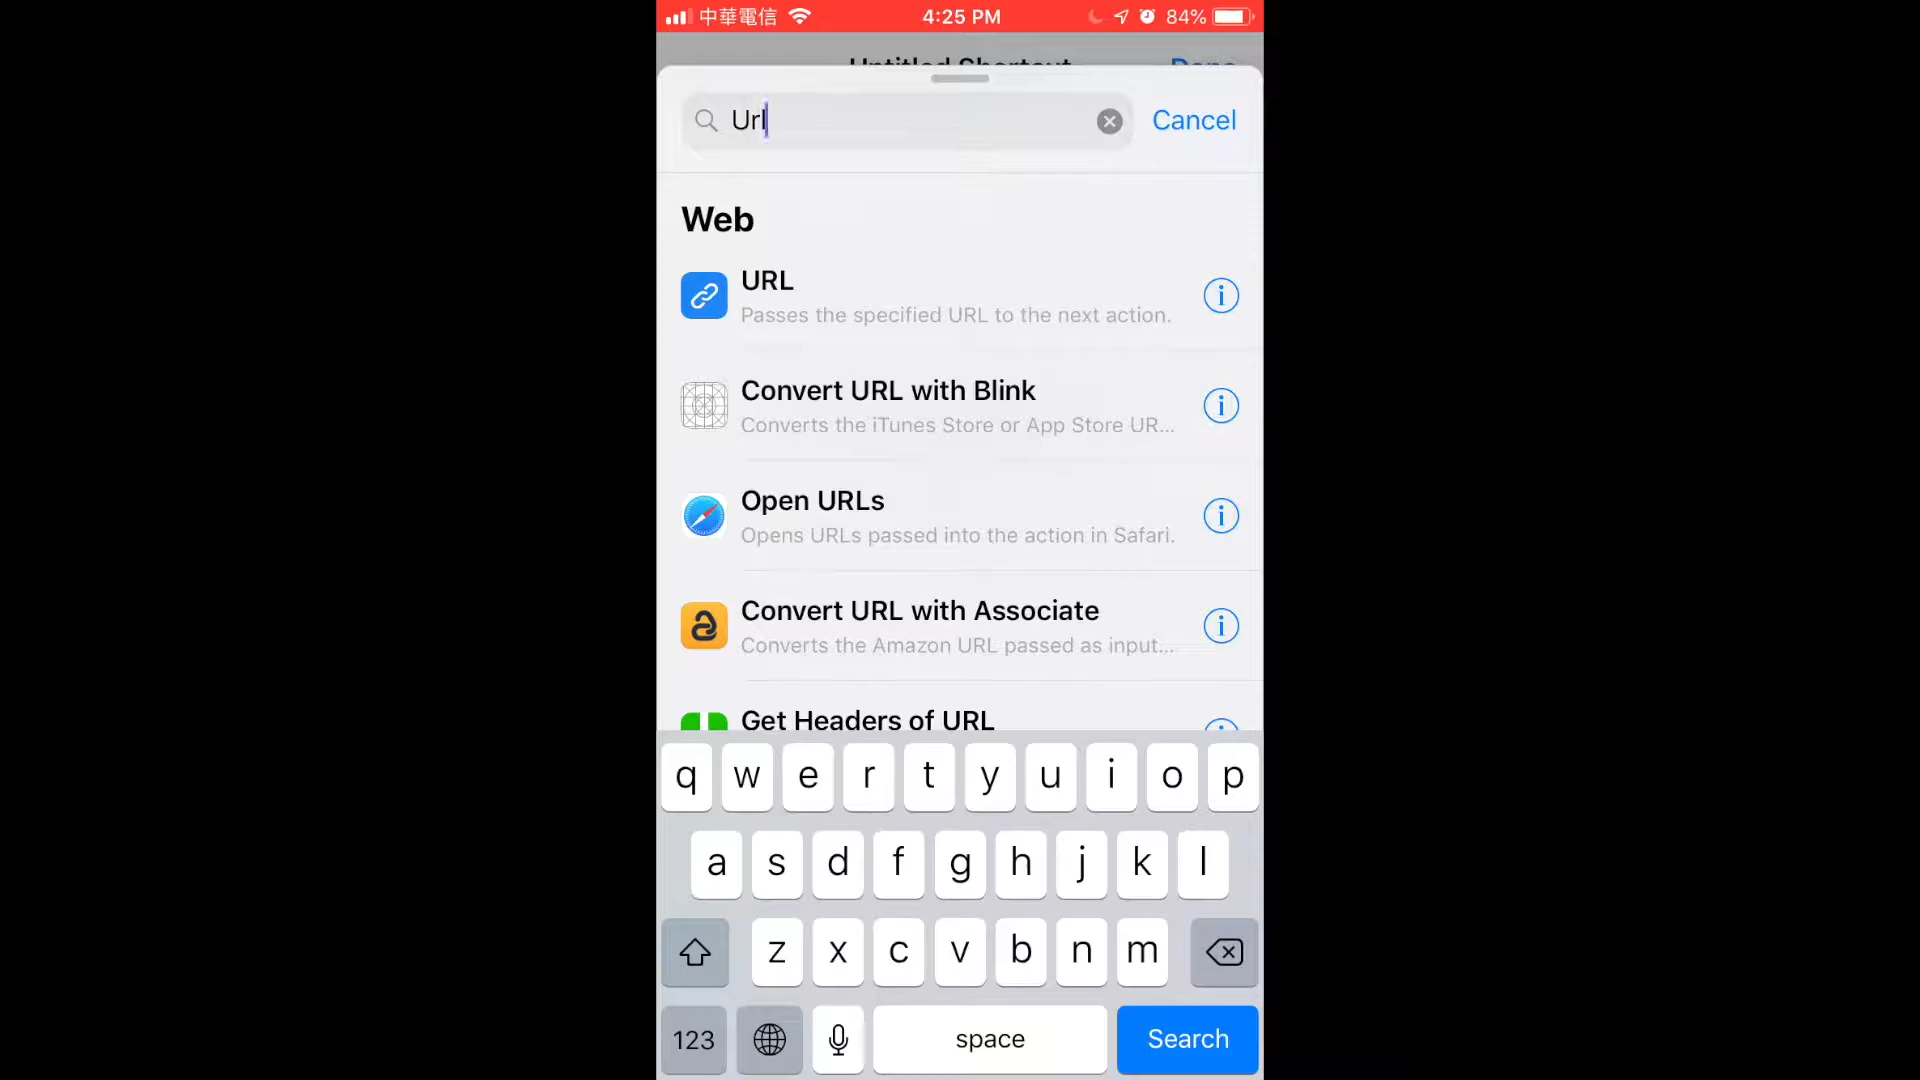 中華電信 4:25 PM 84%
Untitled Shortcut Done
Url Cancel
Web
URL
Passes the specified URL to the next action.
Convert URL with Blink
Converts the iTunes Store or App Store UR...
Open URLs
Opens URLs passed into the action in Safari.
Convert URL with Associate
Converts the Amazon URL passed as input...
Get Headers of URL
q w e r t y u i o p
a s d f g h j k l
z x c v b n m
123 space Search